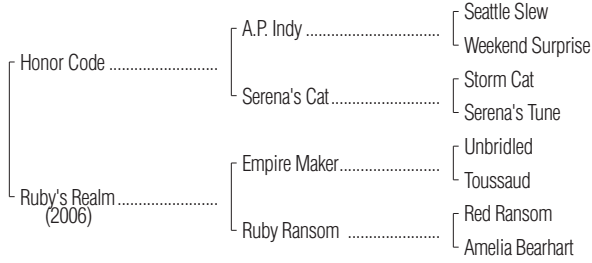 Seattle Slew
A.P. Indy ..............................
Weekend Surprise
Honor Code ........................
Storm Cat
Serena's Cat........................
Serena's Tune
Unbridled
Empire Maker......................
Toussaud
Ruby's Realm ......................
(2006)
Red Ransom
Ruby Ransom ....................
Amelia Bearhart